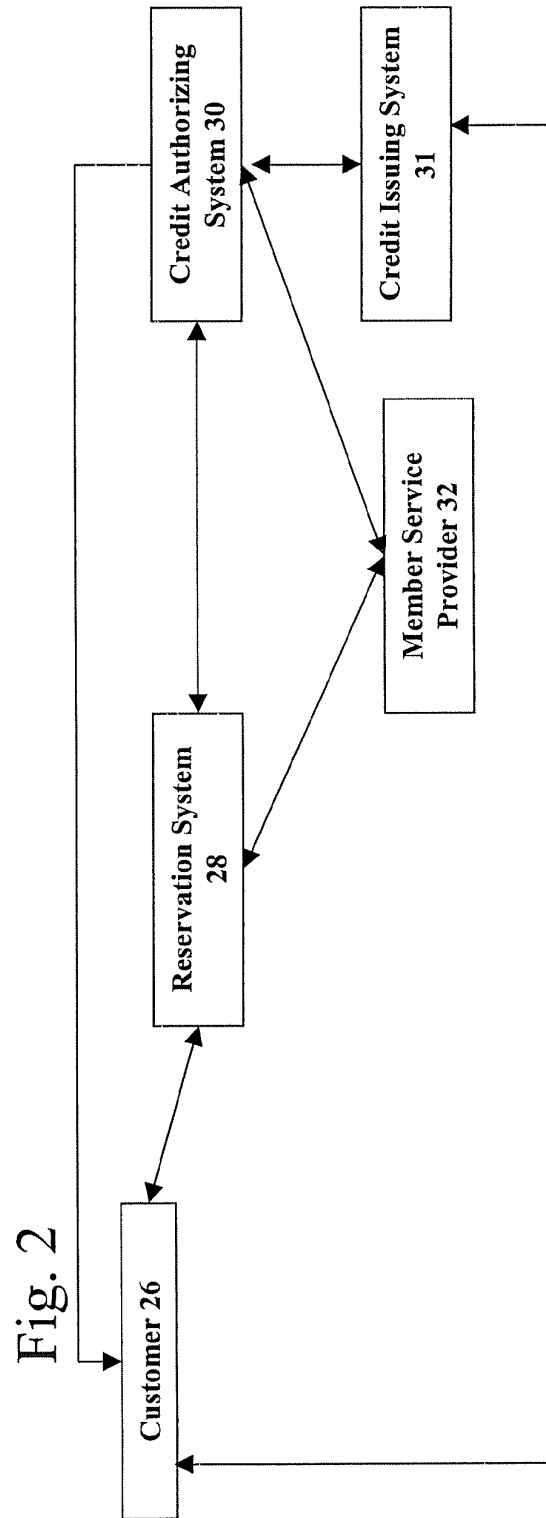 Fig. 2
Customer 26
Reservation System
28
Credit Authorizing
System 30
Member Service
Provider 32
Credit Issuing System
31